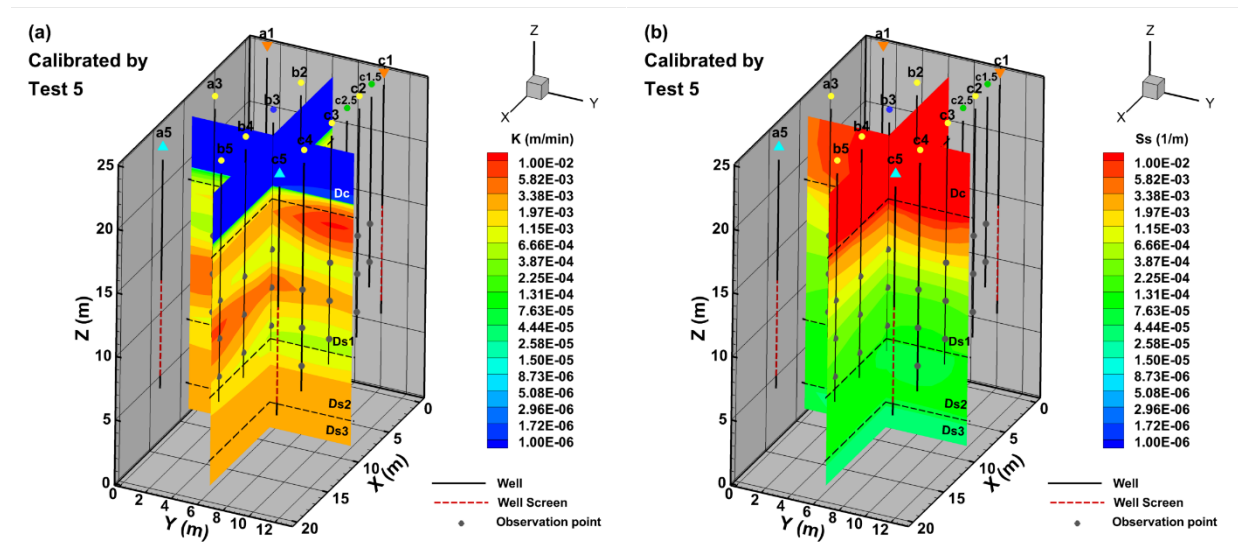 (a)
Calibrated by
Test 5
a1
c1
b2
c1.5
c2
c2.5
a3
b3
c3
b4
c4
a5
b5
c5
Dc
Ds1
Ds2
Ds3
25
20
15
10
5
0
Z (m)
0
2
4
6
8
10
12
Y (m)
20
15
10
5
0
X (m)
Z
X
Y
K (m/min)
1.00E-02
5.82E-03
3.38E-03
1.97E-03
1.15E-03
6.66E-04
3.87E-04
2.25E-04
1.31E-04
7.63E-05
4.44E-05
2.58E-05
1.50E-05
8.73E-06
5.08E-06
2.96E-06
1.72E-06
1.00E-06
Well
Well Screen
Observation point
(b)
Calibrated by
Test 5
a1
c1
b2
c1.5
c2
c2.5
a3
b3
c3
b4
c4
a5
b5
c5
Dc
Ds1
Ds2
Ds3
25
20
15
10
5
0
Z (m)
0
2
4
6
8
10
12
Y (m)
20
15
10
5
0
X (m)
Z
X
Y
Ss (1/m)
1.00E-02
5.82E-03
3.38E-03
1.97E-03
1.15E-03
6.66E-04
3.87E-04
2.25E-04
1.31E-04
7.63E-05
4.44E-05
2.58E-05
1.50E-05
8.73E-06
5.08E-06
2.96E-06
1.72E-06
1.00E-06
Well
Well Screen
Observation point